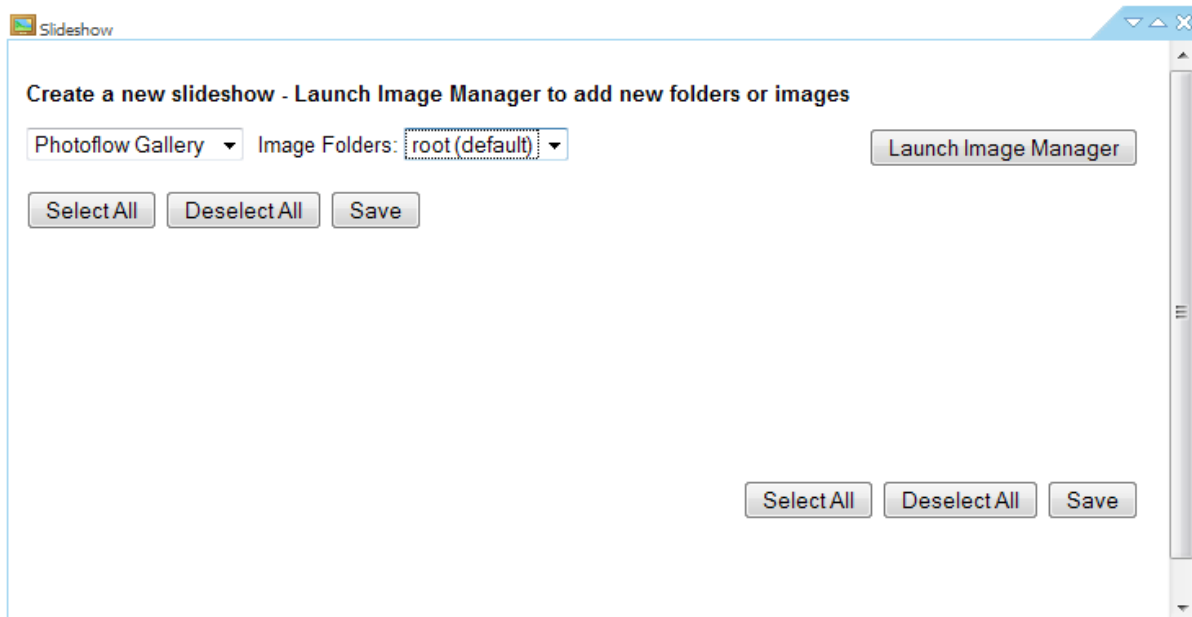 Slideshow
Create a new slideshow - Launch Image Manager to add new folders or images
Photoflow Gallery Image Folders: root (default) Launch Image Manager
Select All Deselect All Save
Select All Deselect All Save